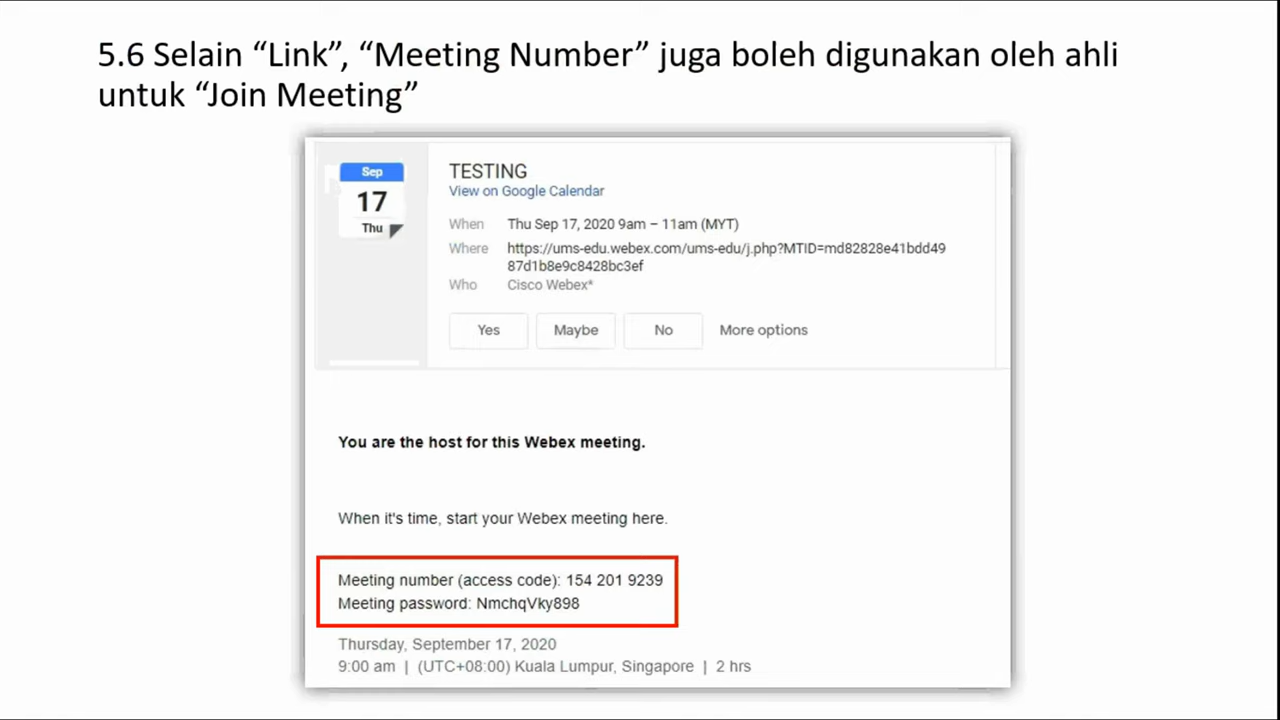 5.6 Selain “Link”, “Meeting Number” juga boleh digunakan oleh ahli
untuk “Join Meeting”
Sep
17
Thu
TESTING
View on Google Calendar
When Thu Sep 17, 2020 9am – 11am (MYT)
Where https://ums-edu.webex.com/ums-edu/j.php?MTID=md82828e41bdd49
87d1b8e9c8428bc3ef
Who Cisco Webex*
Yes Maybe No More options
You are the host for this Webex meeting.
When it's time, start your Webex meeting here.
Meeting number (access code): 154 201 9239
Meeting password: NmchqVky898
Thursday, September 17, 2020
9:00 am | (UTC+08:00) Kuala Lumpur, Singapore | 2 hrs